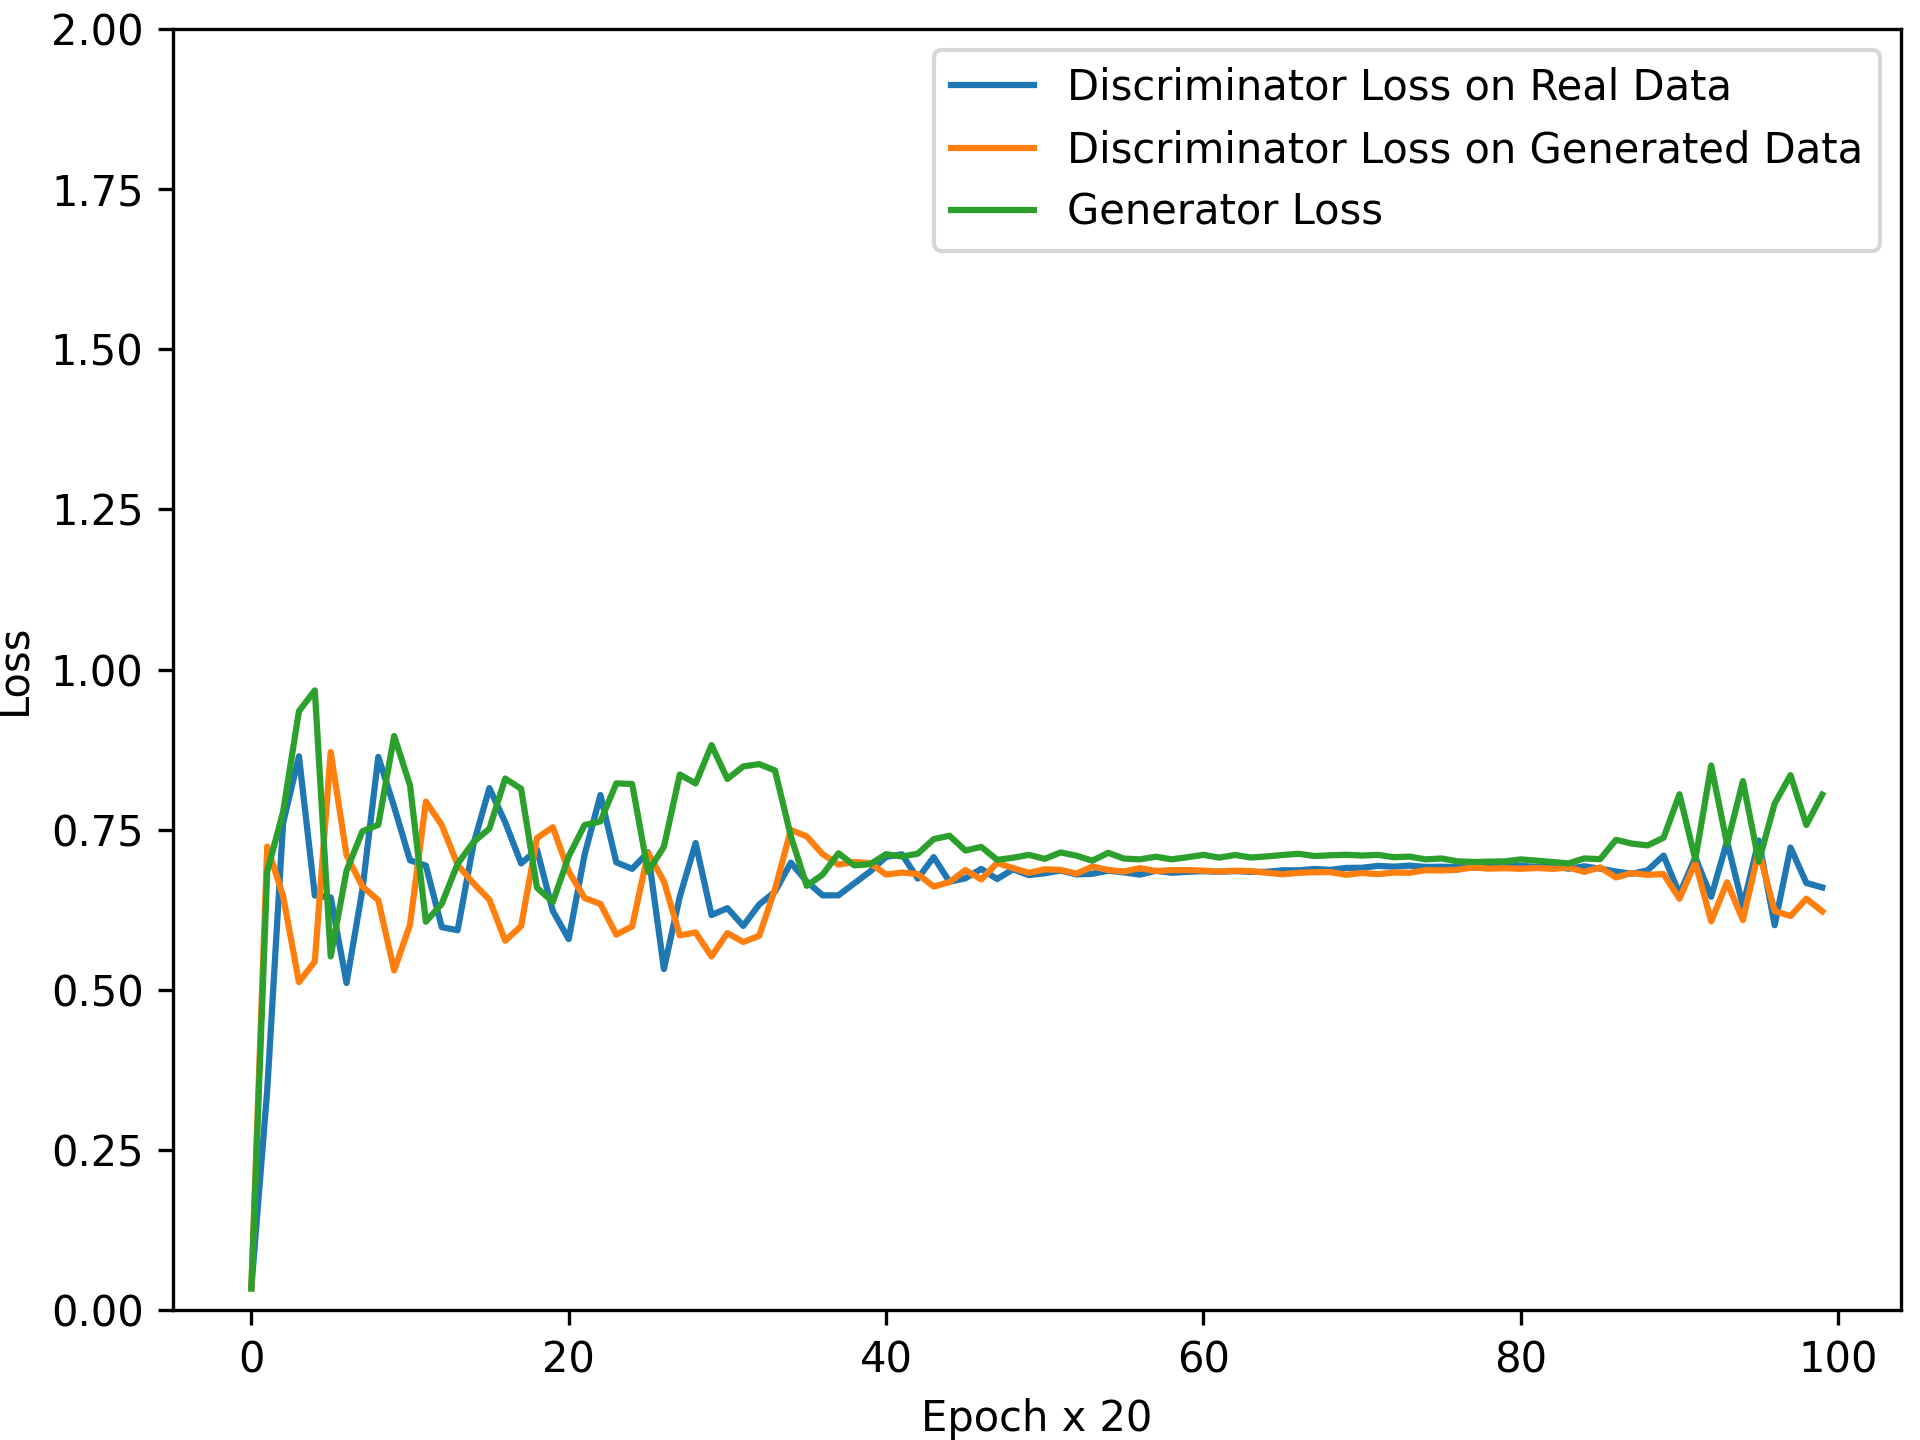 2.00
1.75
1.50
1.25
1.00
0.75
0.50
0.25
0.00
Loss
Discriminator Loss on Real Data
Discriminator Loss on Generated Data
Generator Loss
0 20 40 60 80 100
Epoch x 20